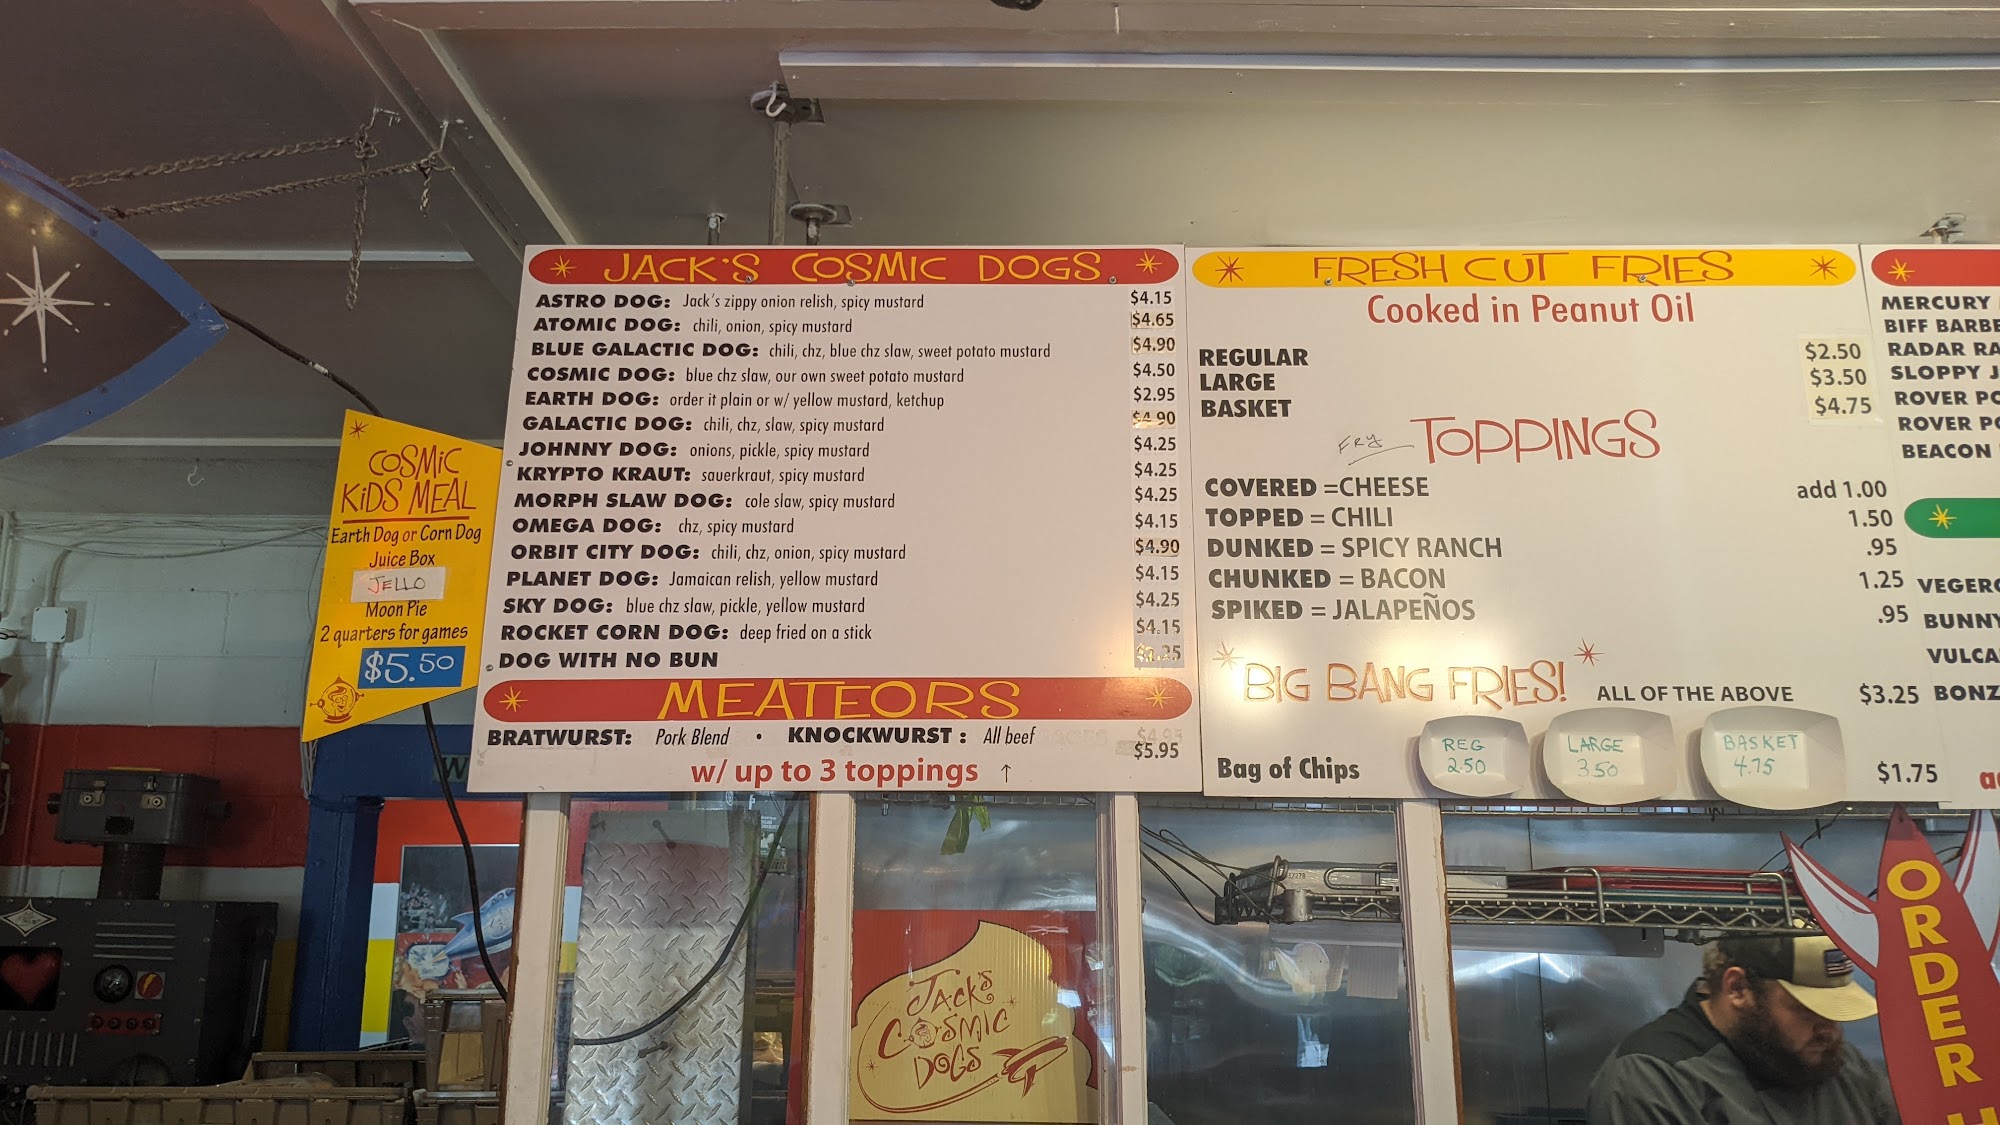 COSMIC
KIDS MEAL
Earth Dog or Corn Dog
Juice Box
JELLO
Moon Pie
2 quarters for games
$5.50
JACK'S COSMIC DOGS
ASTRO DOG: Jack's zippy onion relish, spicy mustard $4.15
ATOMIC DOG: chili, onion, spicy mustard $4.65
BLUE GALACTIC DOG: chili, chz, blue chz slaw, sweet potato mustard $4.90
COSMIC DOG: blue chz slaw, our own sweet potato mustard $4.50
EARTH DOG: order it plain or w/ yellow mustard, ketchup $2.95
GALACTIC DOG: chili, chz, slaw, spicy mustard $4.90
JOHNNY DOG: onions, pickle, spicy mustard $4.25
KRYPTO KRAUT: sauerkraut, spicy mustard $4.25
MORPH SLAW DOG: cole slaw, spicy mustard $4.25
OMEGA DOG: chz, spicy mustard $4.15
ORBIT CITY DOG: chili, chz, onion, spicy mustard $4.90
PLANET DOG: Jamaican relish, yellow mustard $4.15
SKY DOG: blue chz slaw, pickle, yellow mustard $4.25
ROCKET CORN DOG: deep fried on a stick $4.15
DOG WITH NO BUN
MEATEORS
BRATWURST: Pork Blend • KNOCKWURST: All beef $5.95
w/ up to 3 toppings ↑
FRESH CUT FRIES
Cooked in Peanut Oil
REGULAR $2.50
LARGE $3.50
BASKET $4.75
FRY TOPPINGS
COVERED =CHEESE add 1.00
TOPPED = CHILI 1.50
DUNKED = SPICY RANCH .95
CHUNKED = BACON 1.25
SPIKED = JALAPEÑOS .95
BIG BANG FRIES! ALL OF THE ABOVE $3.25
Bag of Chips $1.75
REG
2.50
LARGE
3.50
BASKET
4.75
MERCURY
BIFF BARBE
RADAR RA
SLOPPY J
ROVER PO
ROVER PO
BEACON
VEGERO
BUNNY
VULCA
BONZ
JACK'S
COSMIC
DOGS
ORDER H